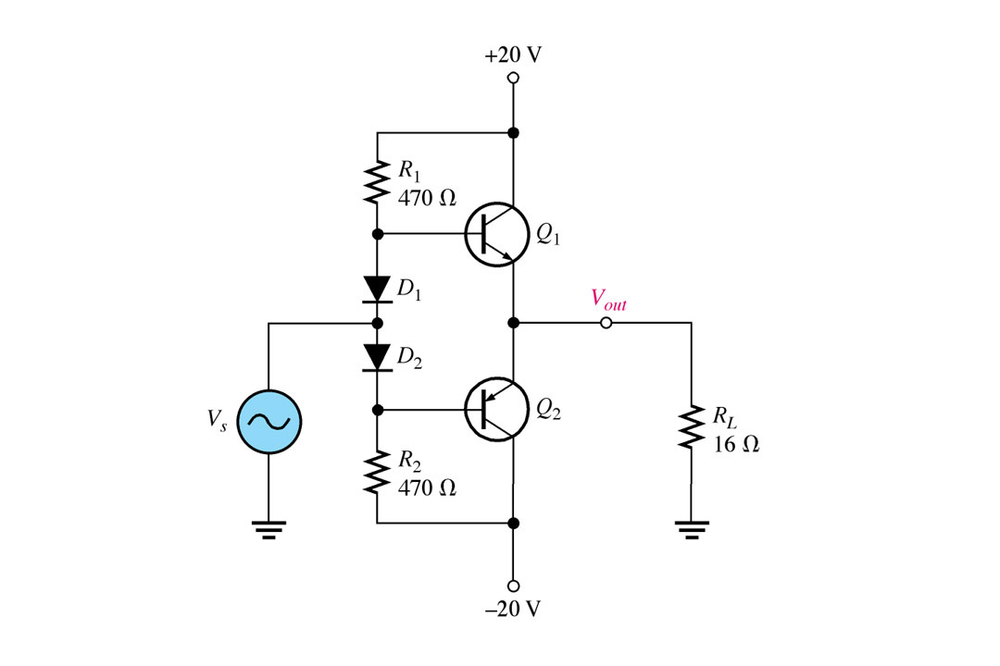 +20 V
R1
470 Ω
Q1
D1
Vout
D2
Q2
Vs
RL
16 Ω
R2
470 Ω
–20 V